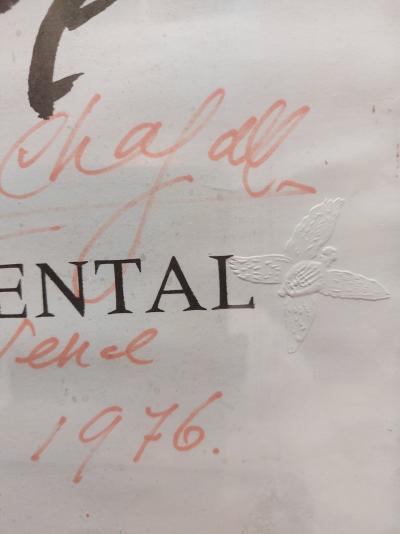 Chagall
ENTAL
Vence
1976.